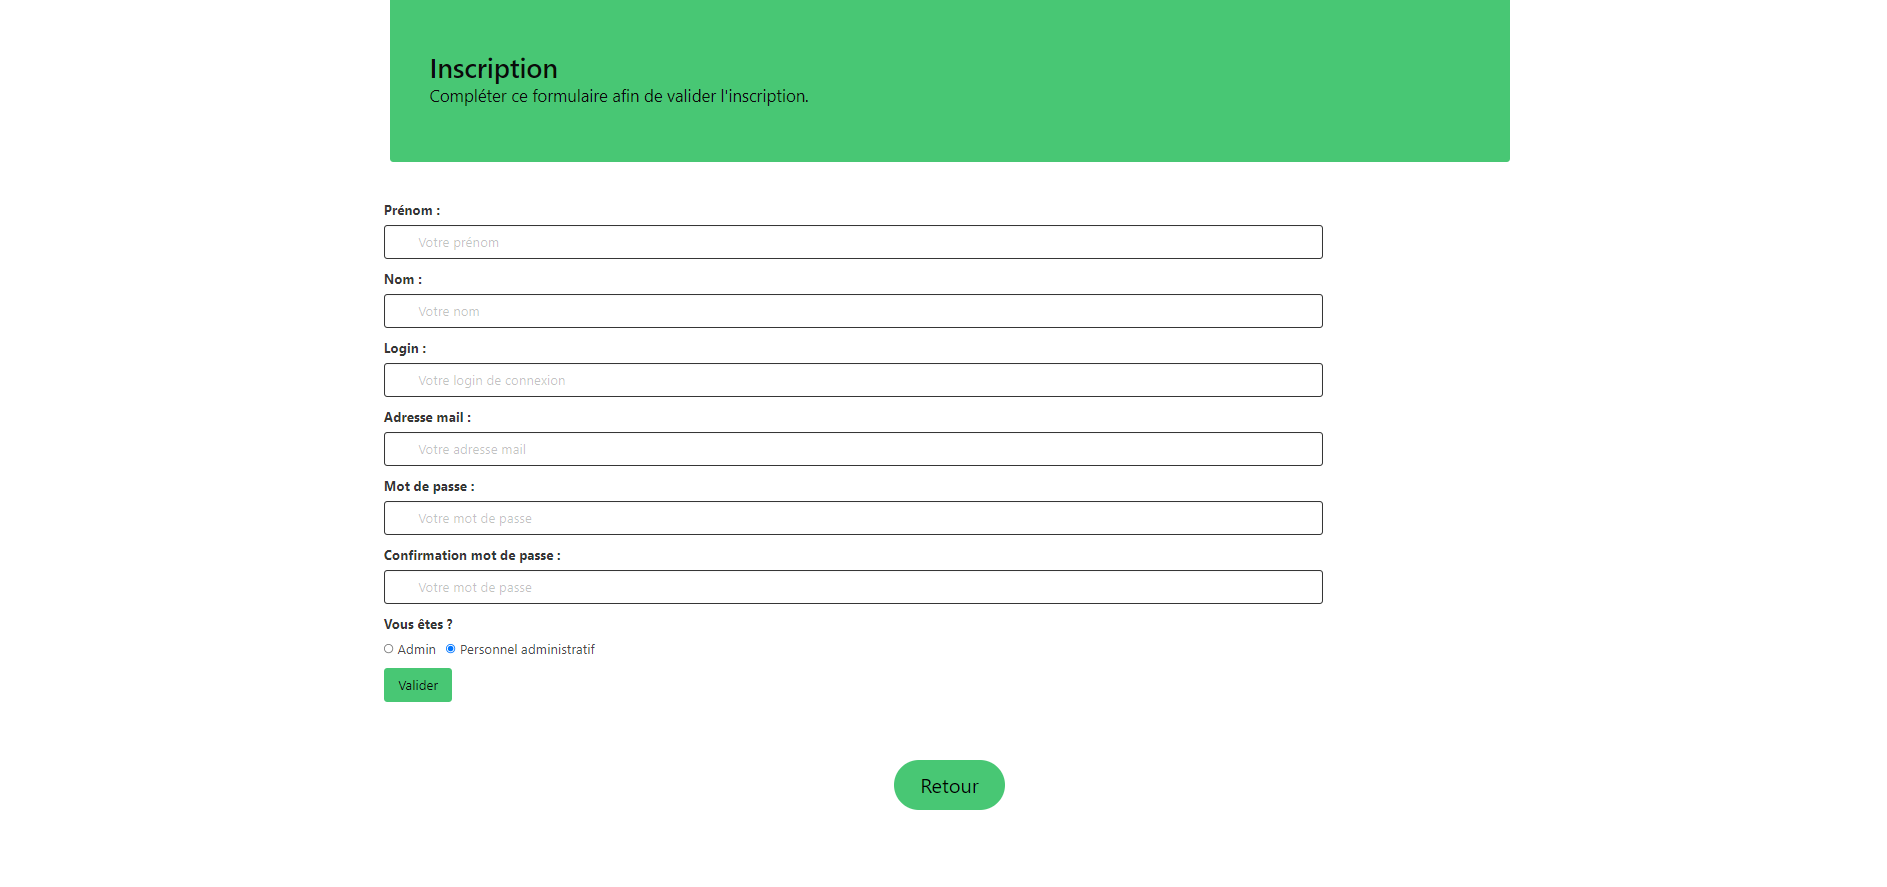 Inscription
Compléter ce formulaire afin de valider l'inscription.
Prénom :
Votre prénom
Nom :
Votre nom
Login :
Votre login de connexion
Adresse mail :
Votre adresse mail
Mot de passe :
Votre mot de passe
Confirmation mot de passe :
Votre mot de passe
Vous êtes ?
Admin Personnel administratif
Valider
Retour